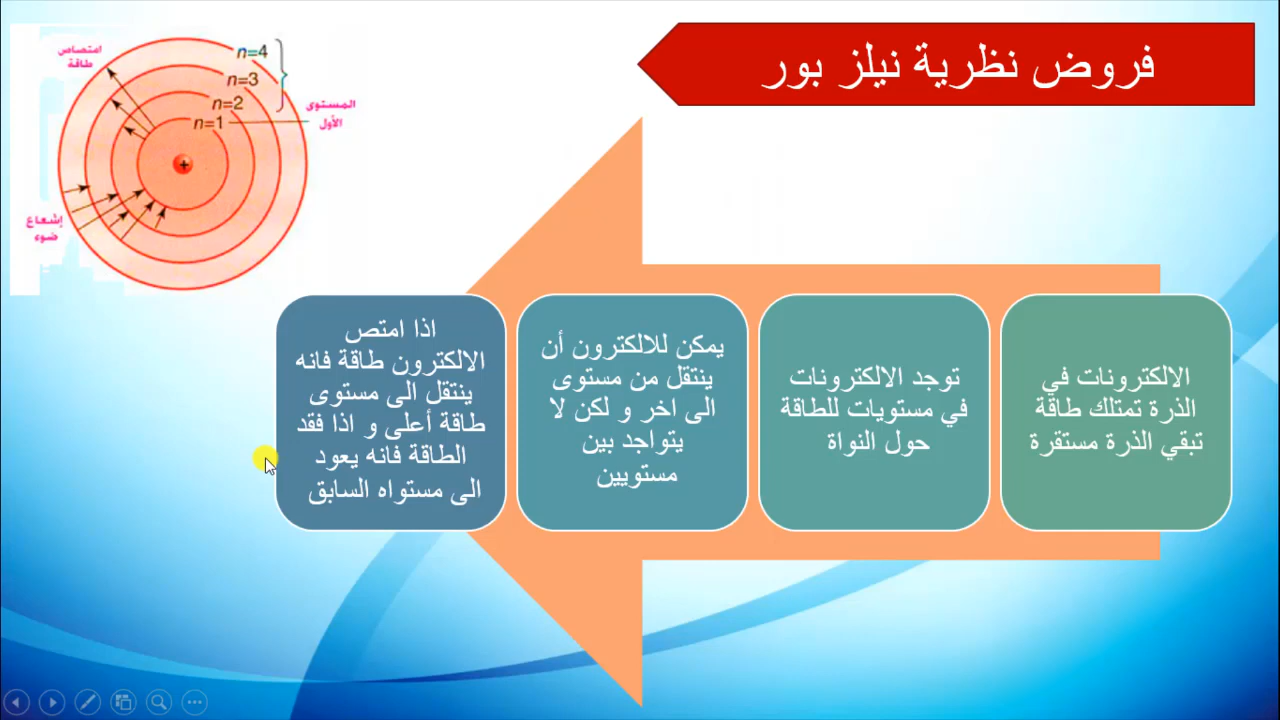 فروض نظرية نيلز بور
امتصاص
طاقة
n=4
n=3
n=2
n=1
المستوى
الأول
إشعاع
ضوء
+
الالكترونات في
الذرة تمتلك طاقة
تبقي الذرة مستقرة
توجد الالكترونات
في مستويات للطاقة
حول النواة
يمكن للالكترون أن
ينتقل من مستوى
الى اخر و لكن لا
يتواجد بين
مستويين
اذا امتص
الالكترون طاقة فانه
ينتقل الى مستوى
طاقة أعلى و اذا فقد
الطاقة فانه يعود
الى مستواه السابق